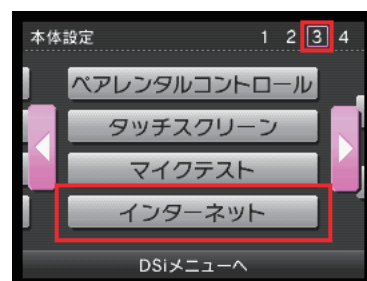 本体設定 1 2 3 4
ペアレンタルコントロール
タッチスクリーン
マイクテスト
インターネット
DSiメニューへ